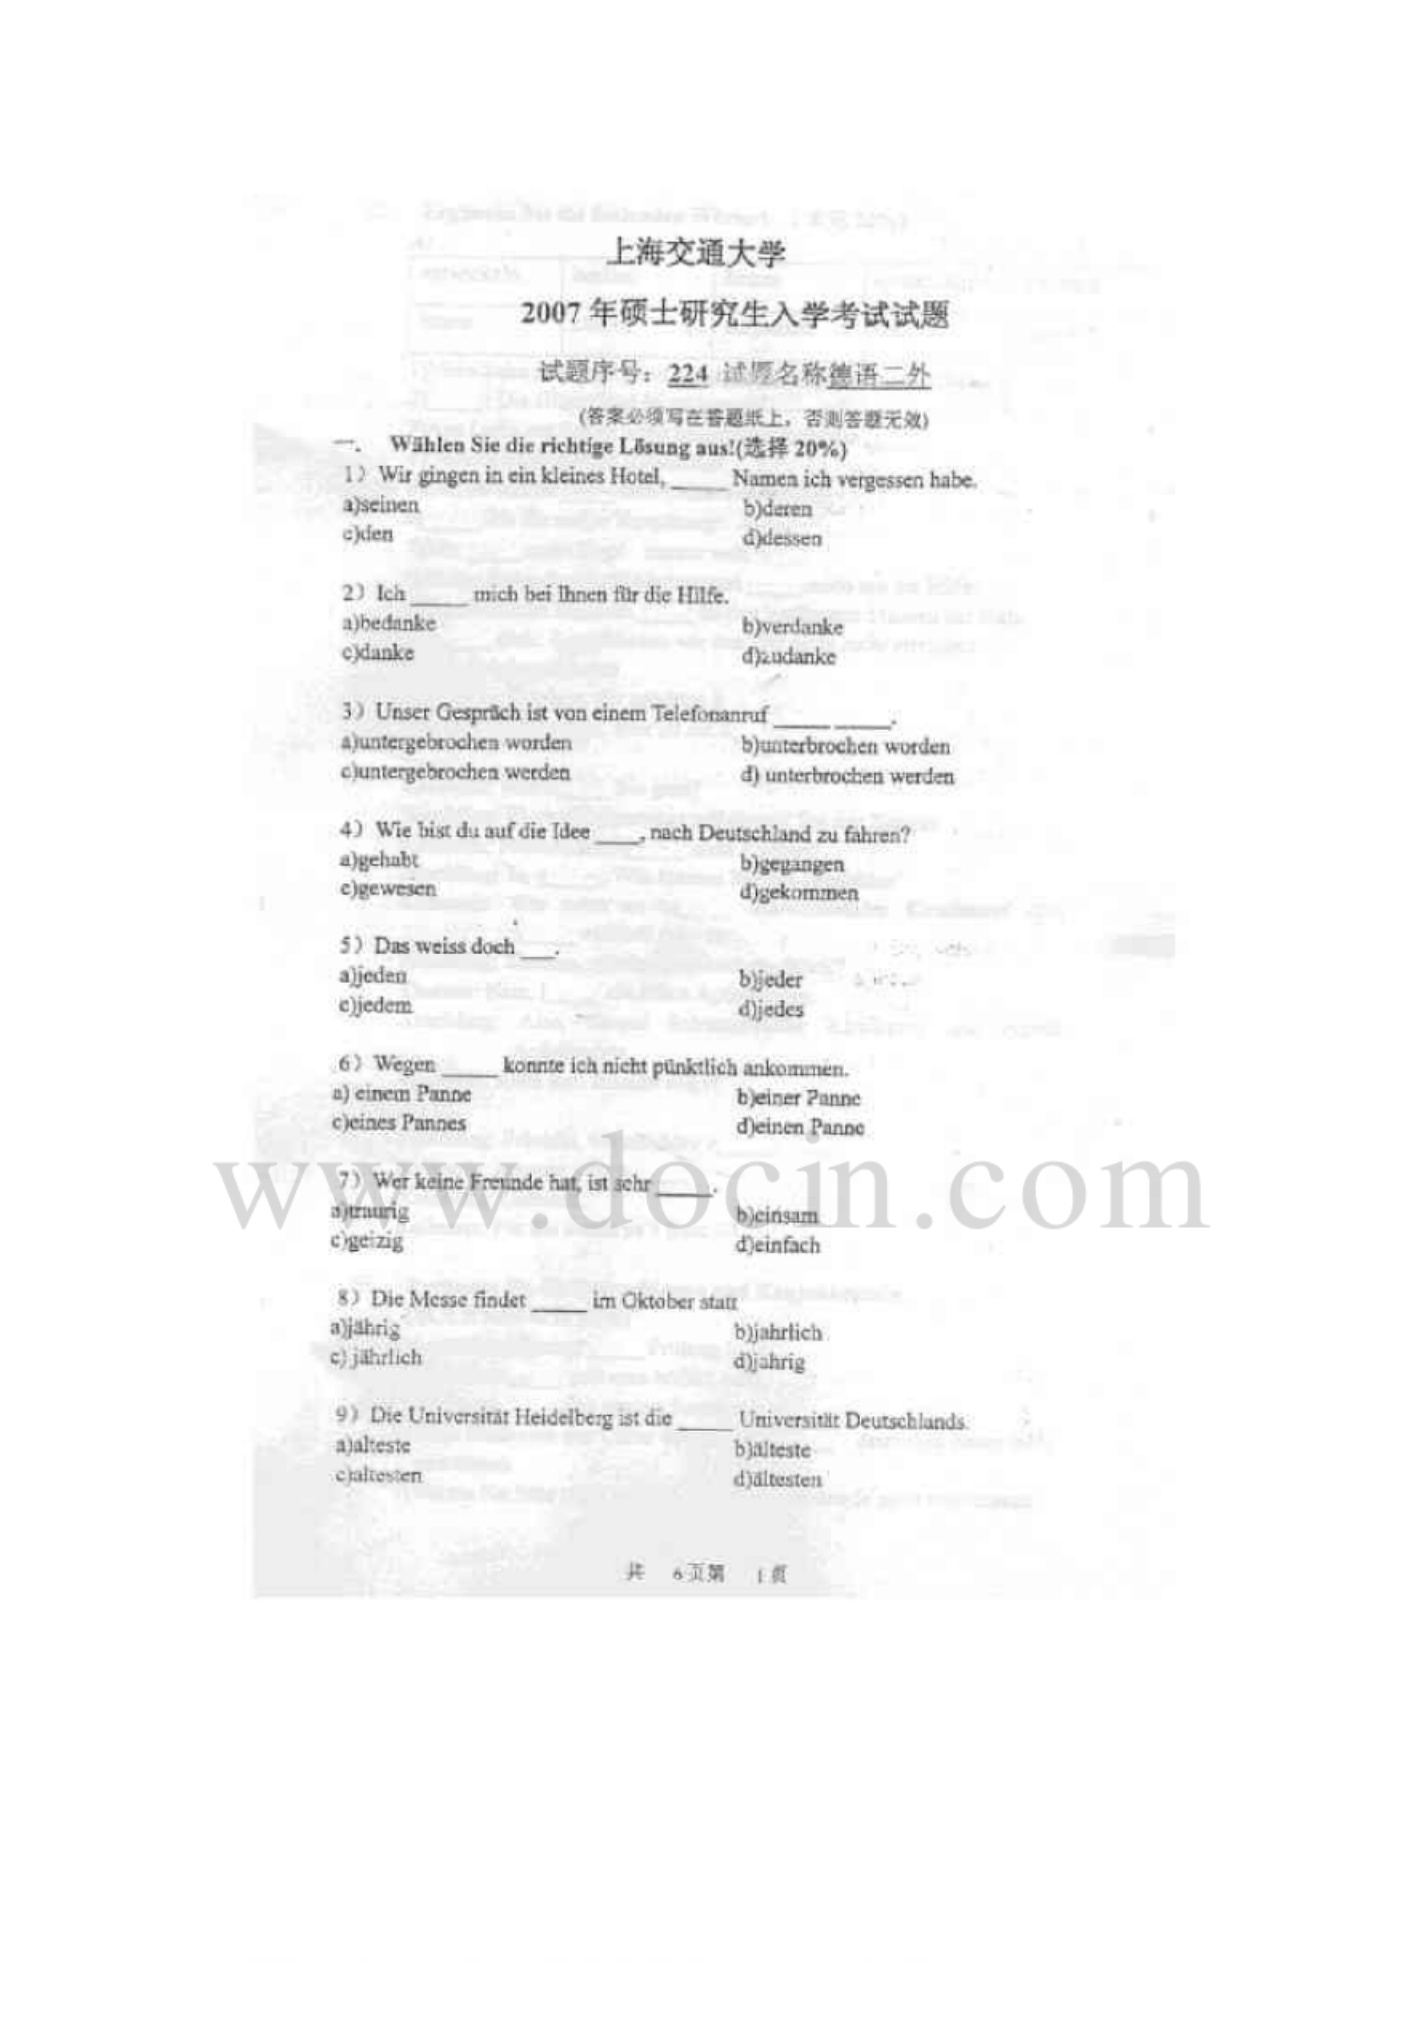 上海交通大学
2007 年硕士研究生入学考试试题
试题序号：224 试题名称德语二外
(答案必须写在答题纸上，否则答题无效)
一. Wählen Sie die richtige Lösung aus!(选择 20%)
1）Wir gingen in ein kleines Hotel, _____ Namen ich vergessen habe.
a)seinen b)deren
c)den d)dessen
2）Ich _____ mich bei Ihnen für die Hilfe.
a)bedanke b)verdanke
c)danke d)zudanke
3）Unser Gespräch ist von einem Telefonanruf _____ _____.
a)untergebrochen worden b)unterbrochen worden
c)untergebrochen werden d) unterbrochen werden
4）Wie bist du auf die Idee ____, nach Deutschland zu fahren?
a)gehabt b)gegangen
c)gewesen d)gekommen
5）Das weiss doch ___.
a)jeden b)jeder
c)jedem d)jedes
6）Wegen _____ konnte ich nicht pünktlich ankommen.
a) einem Panne b)einer Panne
c)eines Pannes d)einen Panne
www.docin.com
7）Wer keine Freunde hat, ist sehr _____.
a)traurig b)einsam
c)geizig d)einfach
8）Die Messe findet _____ im Oktober statt
a)jährig b)jahrlich
c) jährlich d)jahrig
9）Die Universität Heidelberg ist die _____ Universität Deutschlands.
a)alteste b)älteste
c)altesten d)ältesten
共 6 页第 1 页